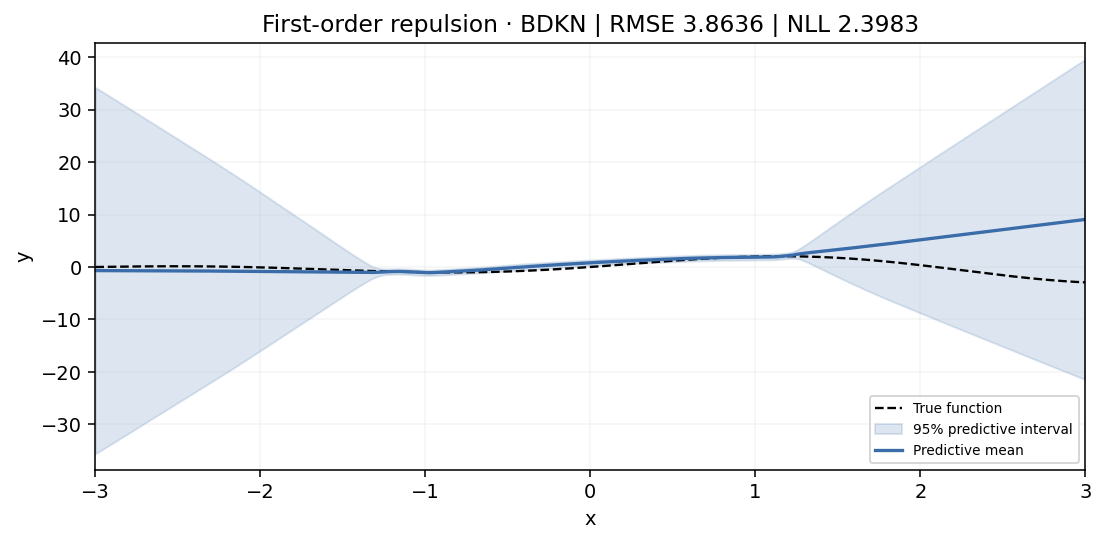 First-order repulsion · BDKN | RMSE 3.8636 | NLL 2.3983
40
30
20
10
0
−10
−20
−30
y
−3
−2
−1
0
1
2
3
x
True function
95% predictive interval
Predictive mean